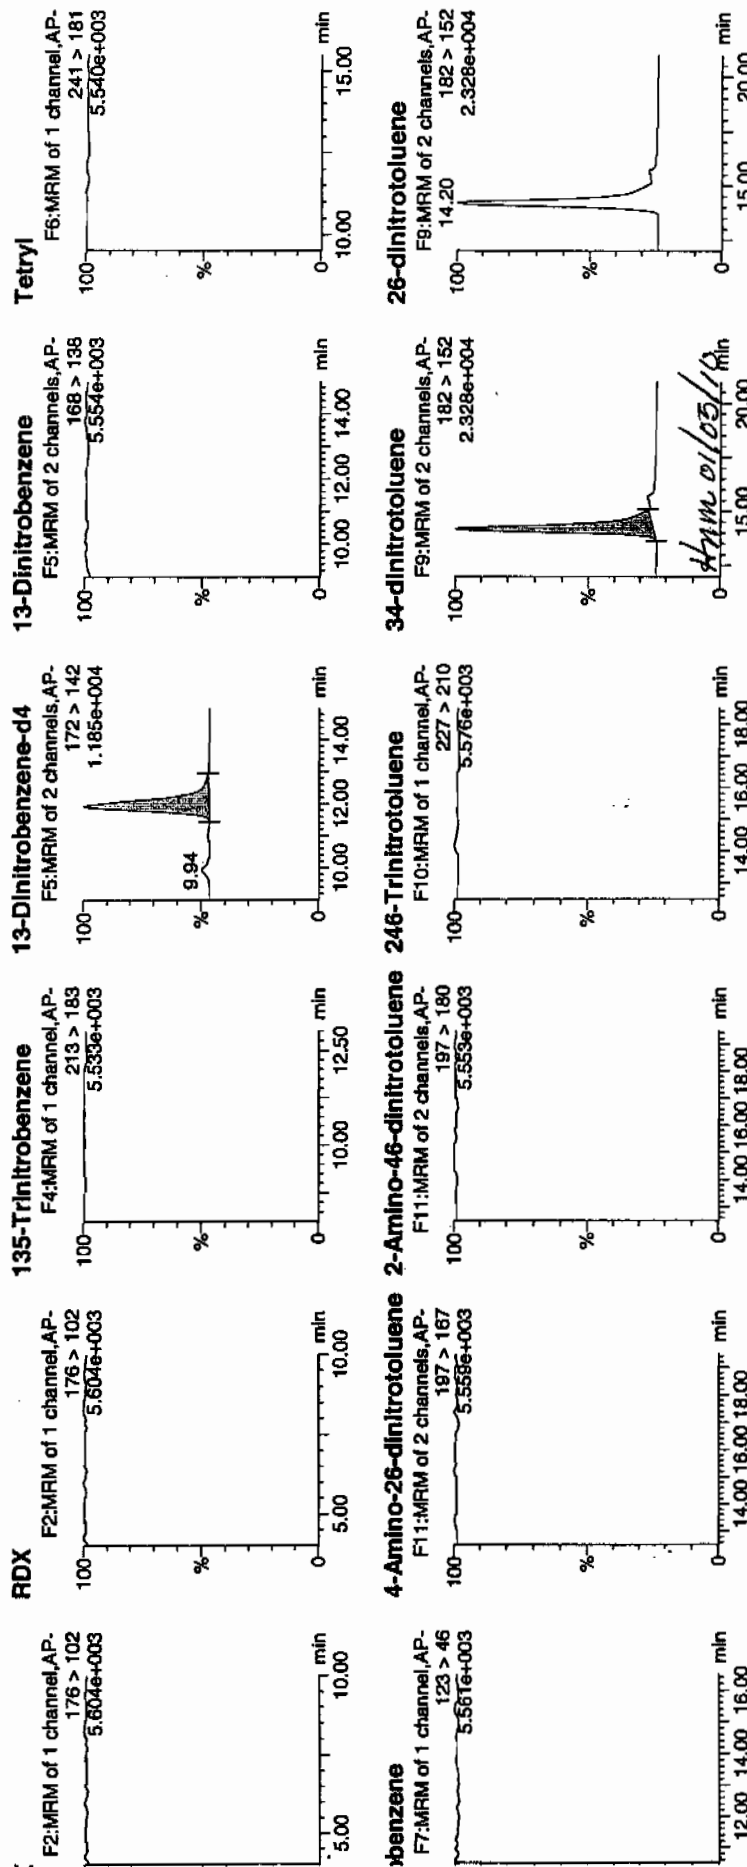 F2:MRM of 1 channel,AP-
176 > 102
5.604e+003
5.00
10.00
min
RDX
F2:MRM of 1 channel,AP-
176 > 102
5.604e+003
100
%
0
5.00
10.00
min
135-Trinitrobenzene
F4:MRM of 1 channel,AP-
213 > 183
5.533e+003
100
%
0
10.00
12.50
min
13-Dinitrobenzene-d4
F5:MRM of 2 channels,AP-
172 > 142
1.185e+004
100
9.94
%
0
10.00
12.00
14.00
min
13-Dinitrobenzene
F5:MRM of 2 channels,AP-
168 > 138
5.554e+003
100
%
0
10.00
12.00
14.00
min
Tetryl
F6:MRM of 1 channel,AP-
241 > 181
5.540e+003
100
%
0
10.00
15.00
min
obenzene
F7:MRM of 1 channel,AP-
123 > 46
5.561e+003
12.00 14.00 16.00
min
4-Amino-26-dinitrotoluene
F11:MRM of 2 channels,AP-
197 > 167
5.559e+003
100
%
0
14.00 16.00 18.00
min
2-Amino-46-dinitrotoluene
F11:MRM of 2 channels,AP-
197 > 180
5.553e+003
100
%
0
14.00 16.00 18.00
min
246-Trinitrotoluene
F10:MRM of 1 channel,AP-
227 > 210
5.576e+003
100
%
0
14.00 16.00 18.00
min
34-dinitrotoluene
F9:MRM of 2 channels,AP-
182 > 152
2.328e+004
100
%
0
15.00
20.00
min
01/05/10
26-dinitrotoluene
F9:MRM of 2 channels,AP-
182 > 152
2.328e+004
14.20
100
%
0
15.00
20.00
min